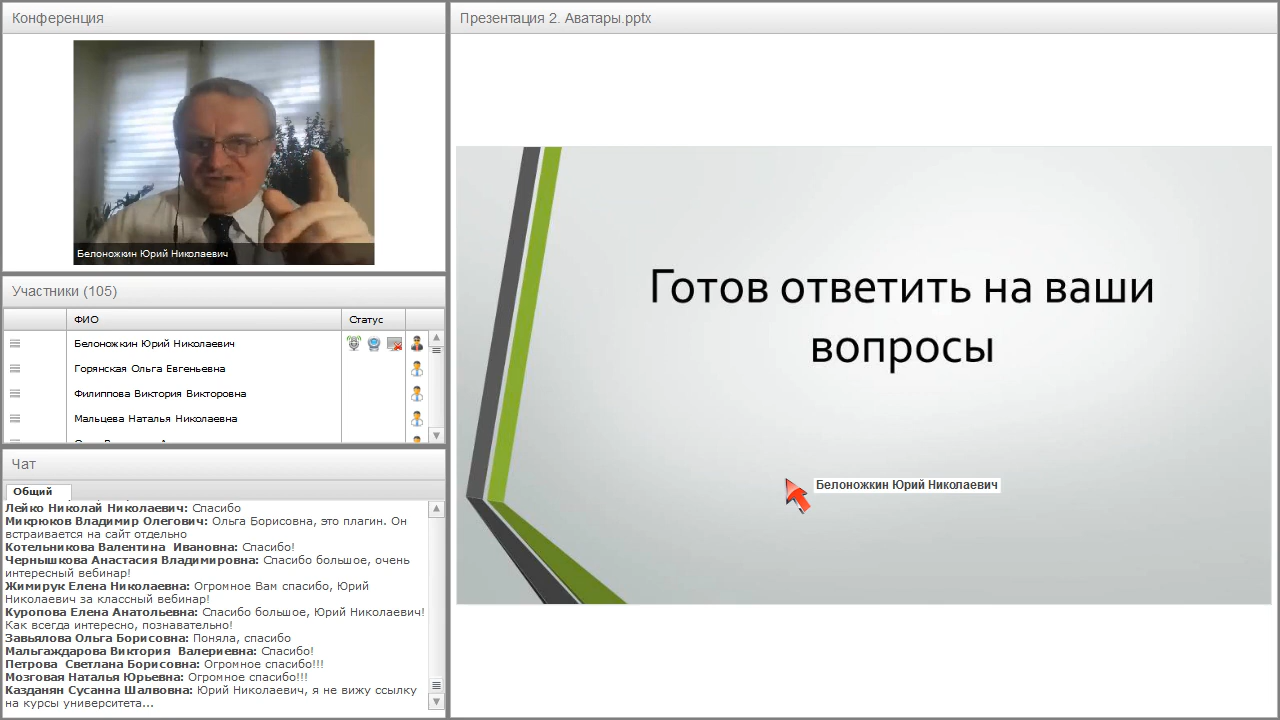 Конференция
Белоножкин Юрий Николаевич
Участники (105)
ФИО
Статус
Белоножкин Юрий Николаевич
Горянская Ольга Евгеньевна
Филиппова Виктория Викторовна
Мальцева Наталья Николаевна
Чат
Общий
Лейко Николай Николаевич: Спасибо
Микрюков Владимир Олегович: Ольга Борисовна, это плагин. Он
встраивается на сайт отдельно
Котельникова Валентина Ивановна: Спасибо!
Чернышкова Анастасия Владимировна: Спасибо большое, очень
интересный вебинар!
Жимирук Елена Николаевна: Огромное Вам спасибо, Юрий
Николаевич за классный вебинар!
Куропова Елена Анатольевна: Спасибо большое, Юрий Николаевич!
Как всегда интересно, познавательно!
Завьялова Ольга Борисовна: Поняла, спасибо
Мальгаждарова Виктория Валериевна: Спасибо!
Петрова Светлана Борисовна: Огромное спасибо!!!
Мозговая Наталья Юрьевна: Огромное спасибо!!!
Казданян Сусанна Шалвовна: Юрий Николаевич, я не вижу ссылку
на курсы университета...
Презентация 2. Аватары.pptx
Готов ответить на ваши
вопросы
Белоножкин Юрий Николаевич